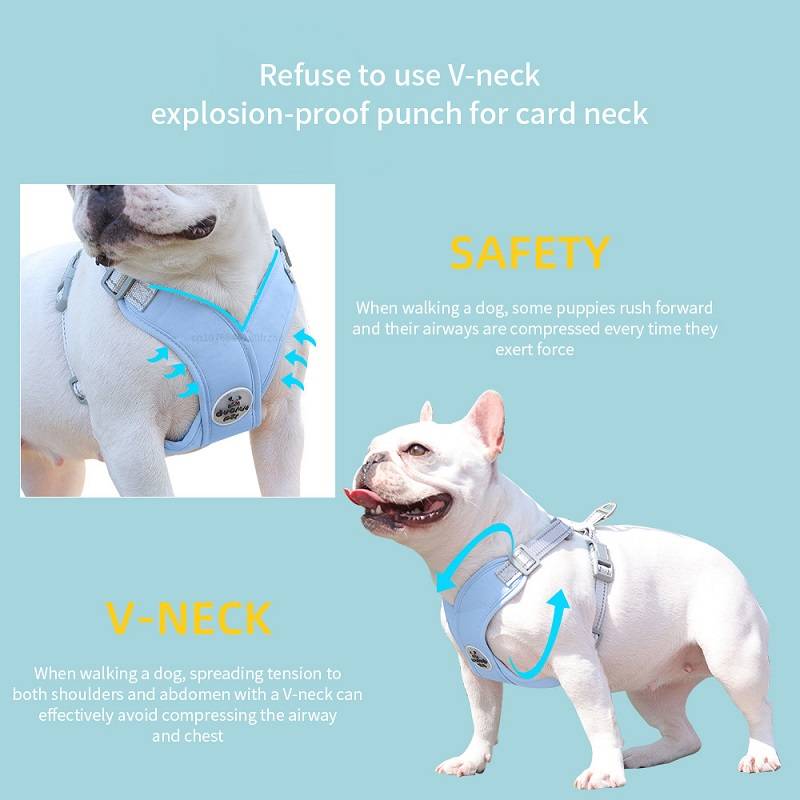 Refuse to use V-neck
explosion-proof punch for card neck
SAFETY
When walking a dog, some puppies rush forward
and their airways are compressed every time they
exert force
V-NECK
When walking a dog, spreading tension to
both shoulders and abdomen with a V-neck can
effectively avoid compressing the airway
and chest